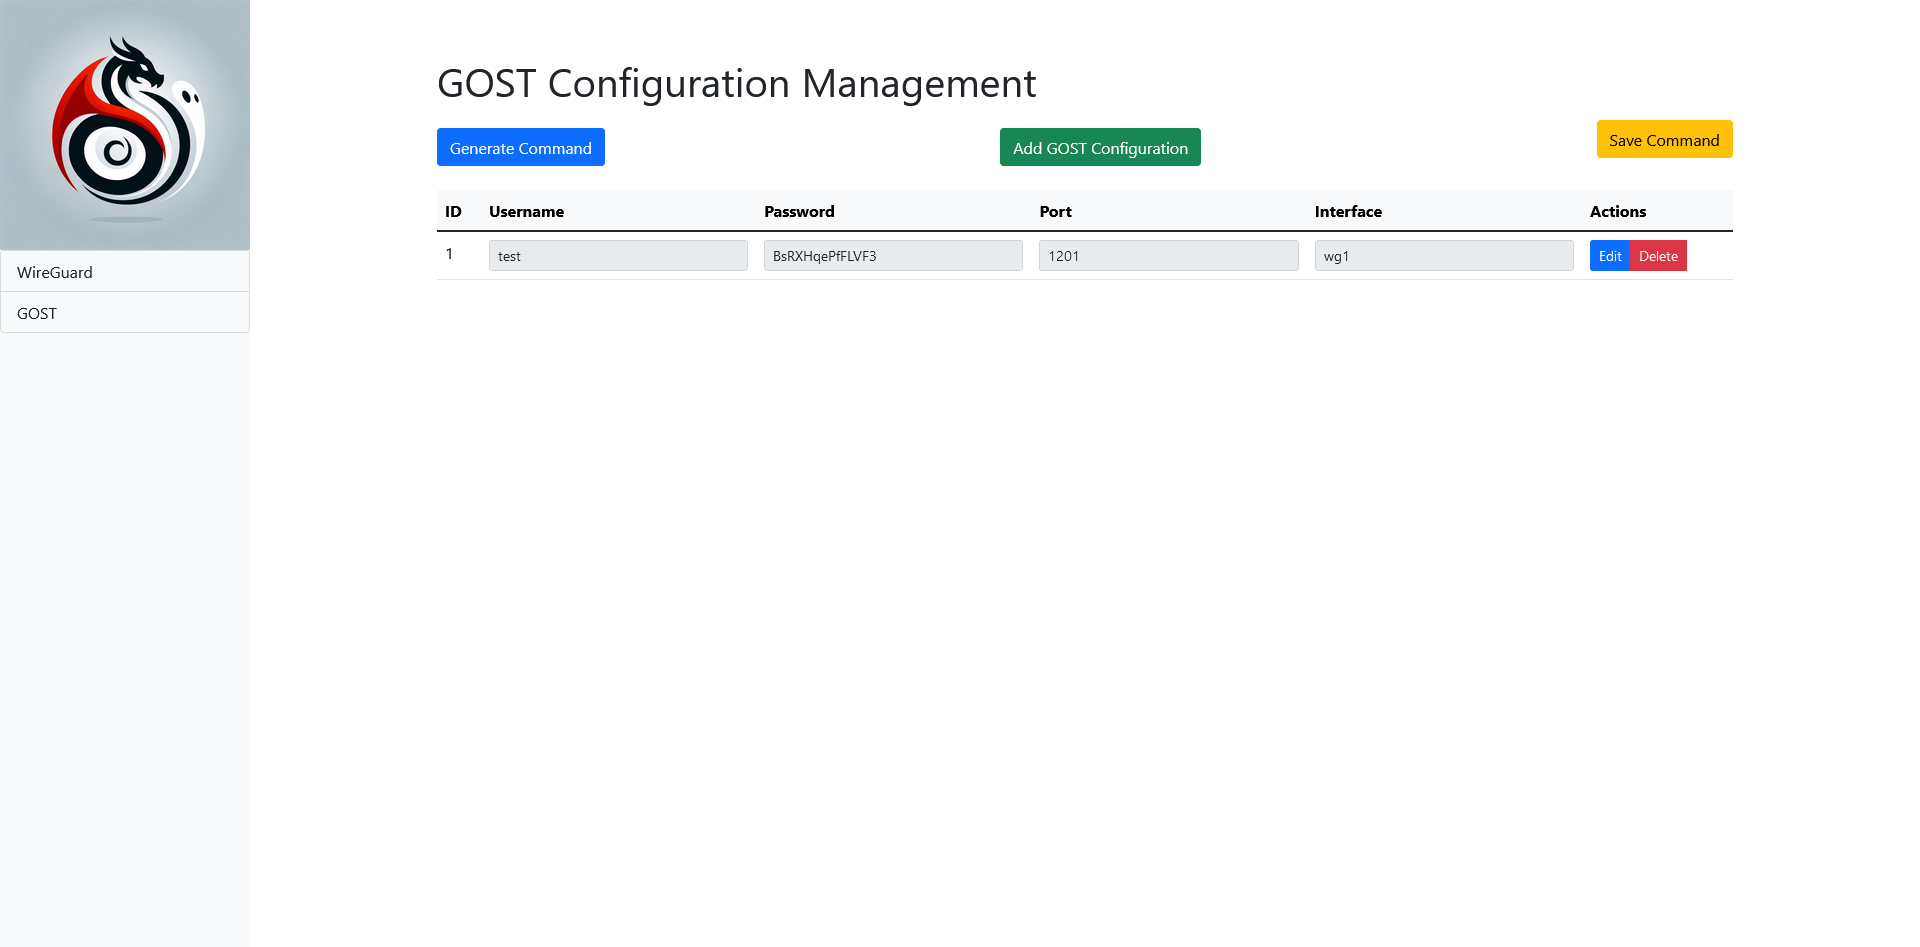 GOST Configuration Management
Generate Command Add GOST Configuration Save Command
ID Username Password Port Interface Actions
1 test BsRXHqePfFLVF3 1201 wg1 Edit Delete
WireGuard
GOST